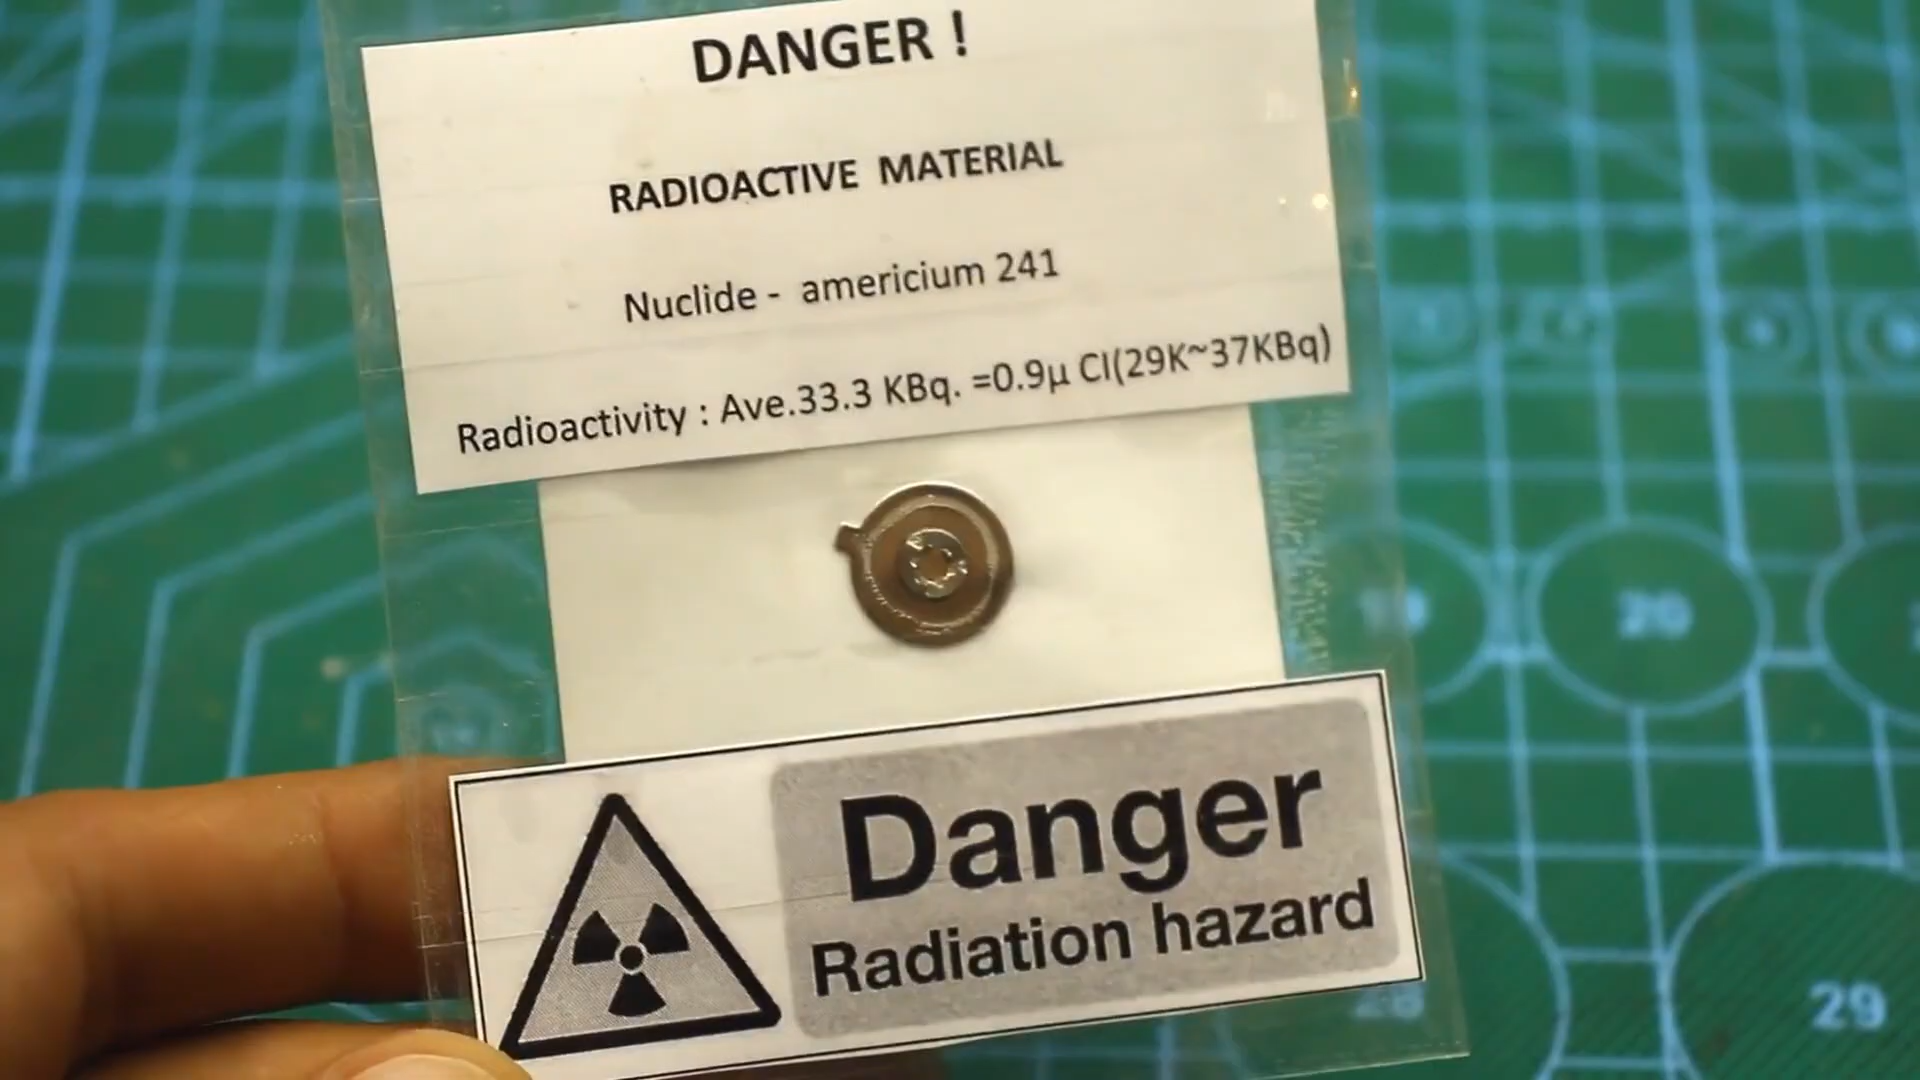 DANGER !
RADIOACTIVE MATERIAL
Nuclide - americium 241
Radioactivity : Ave.33.3 KBq. =0.9µ CI(29K~37KBq)
20
Danger
Radiation hazard
28
29